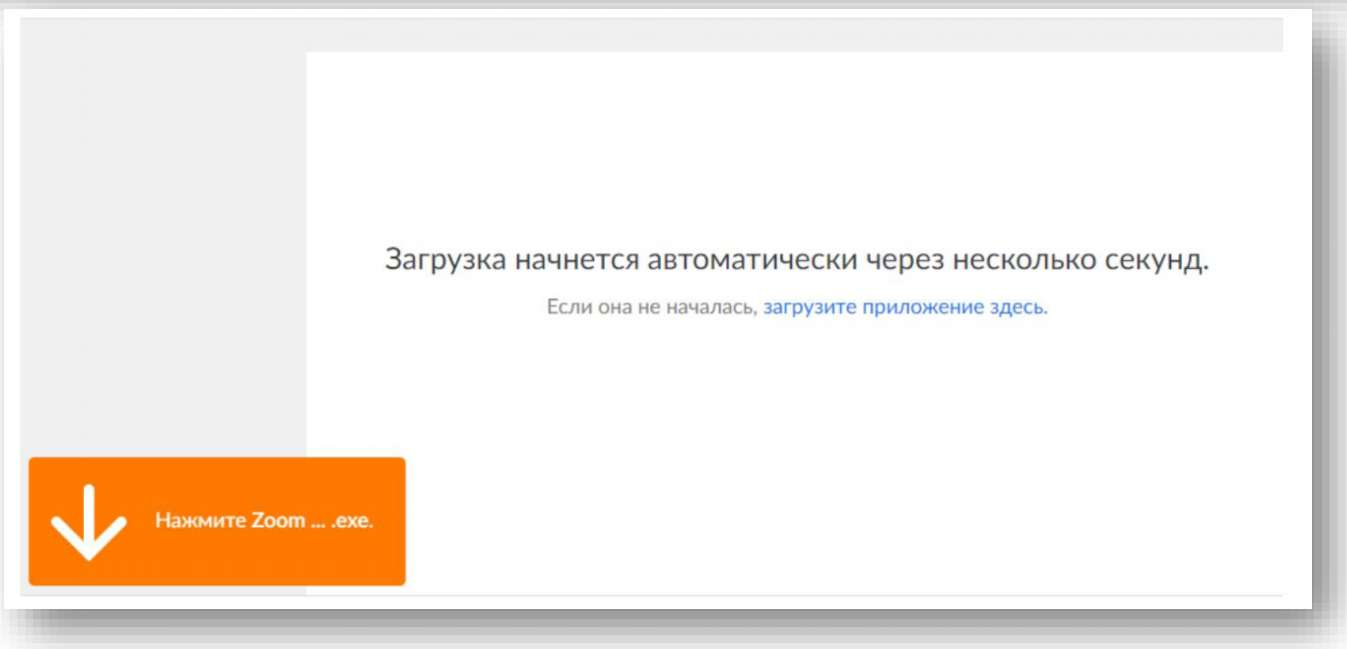 Загрузка начнется автоматически через несколько секунд.
Если она не началась, загрузите приложение здесь.
Нажмите Zoom ... .exe.